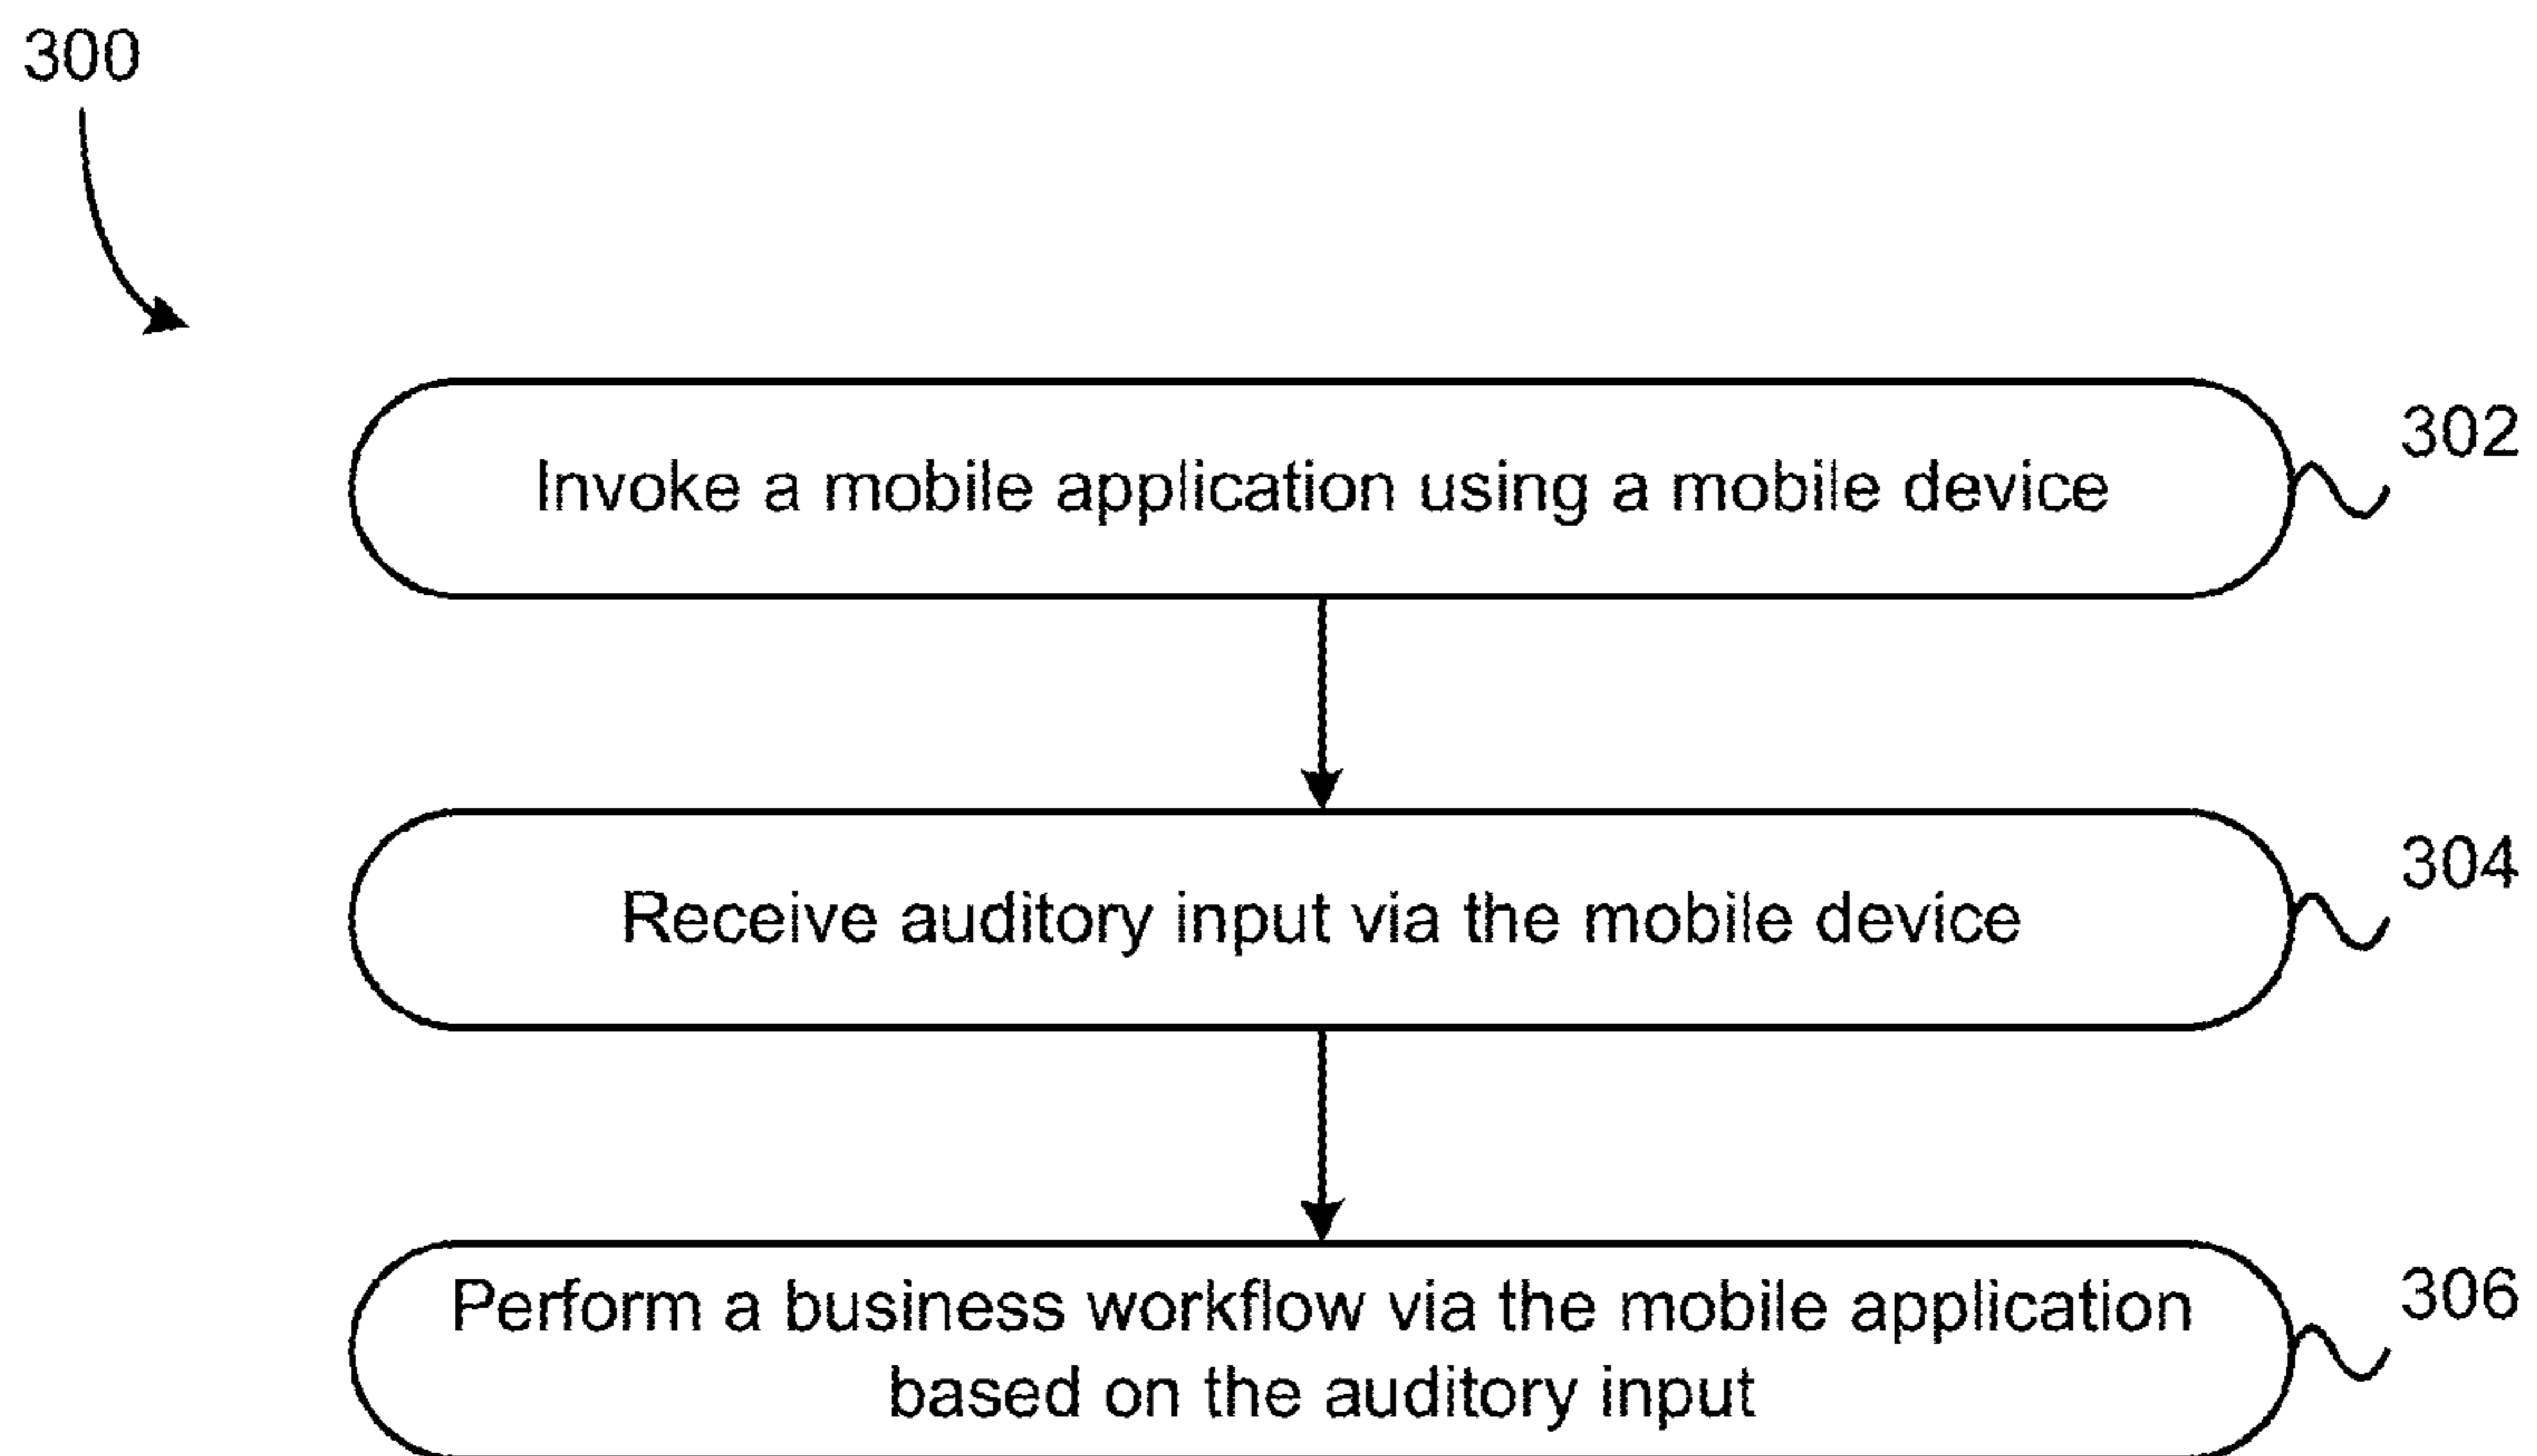 300
Invoke a mobile application using a mobile device
302
Receive auditory input via the mobile device
304
Perform a business workflow via the mobile application
based on the auditory input
306